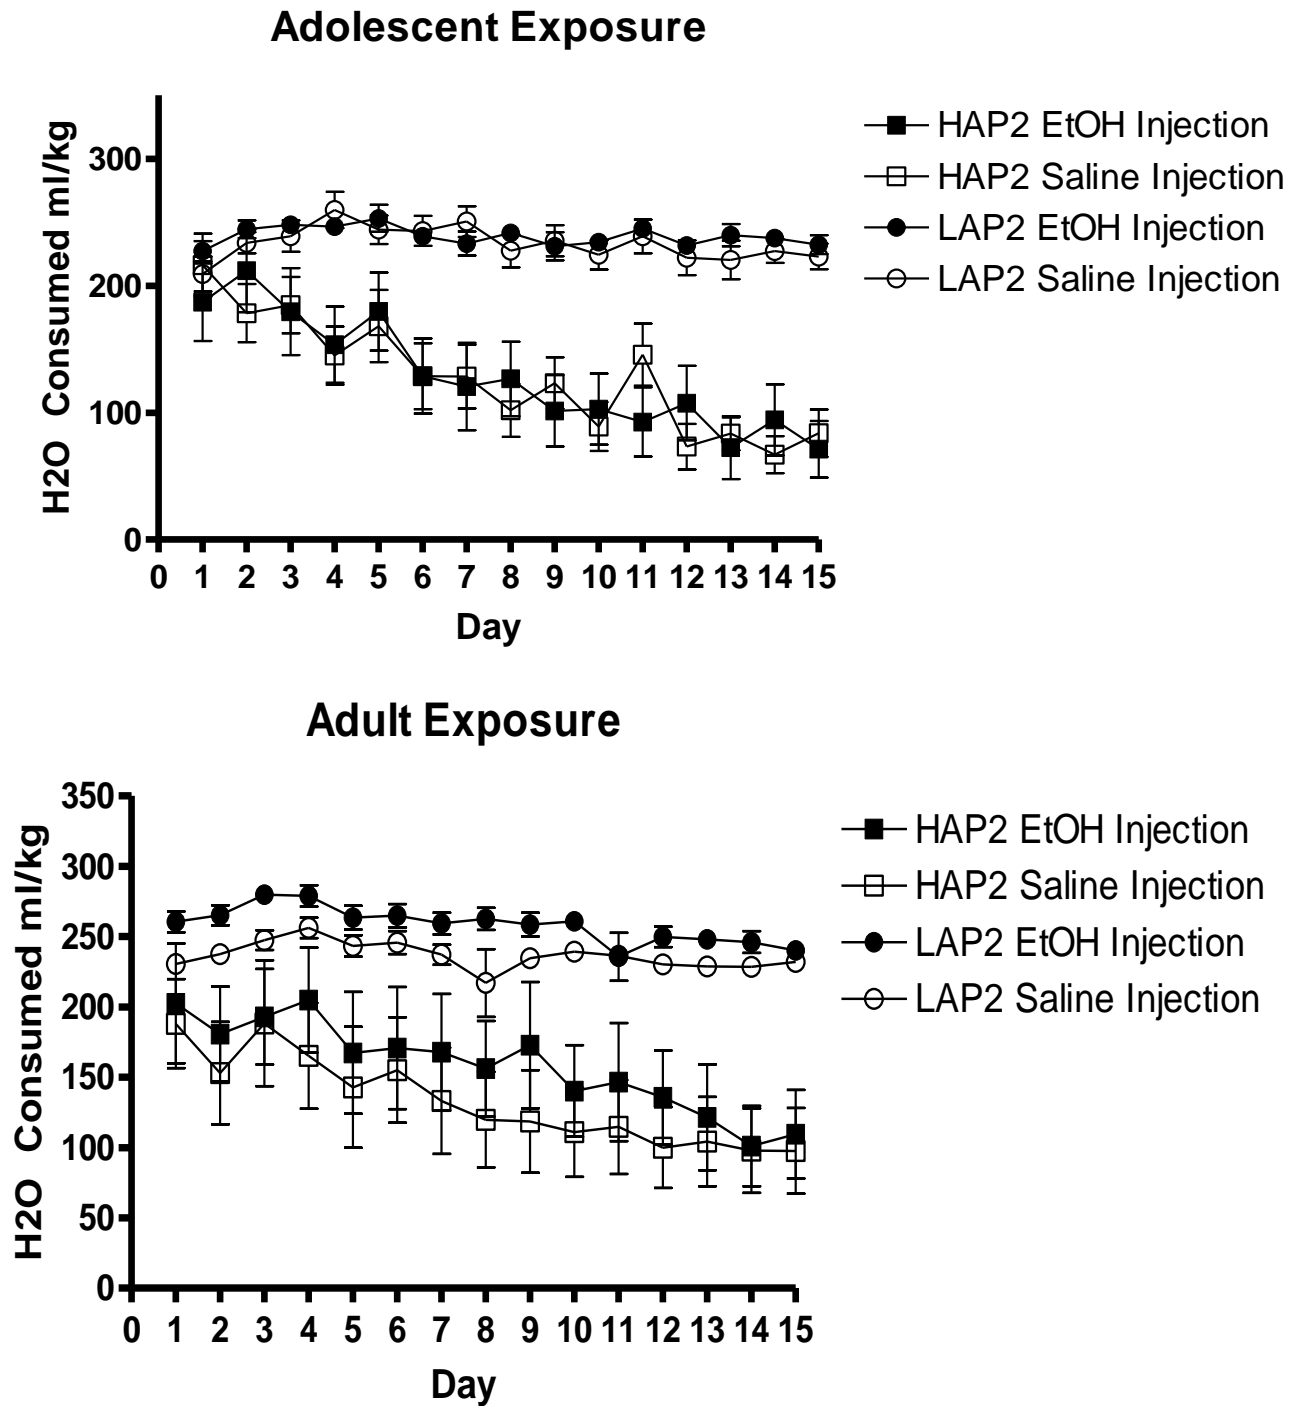 Adolescent Exposure
H2O Consumed ml/kg
300
200
100
0
0 1 2 3 4 5 6 7 8 9 10 11 12 13 14 15
Day
HAP2 EtOH Injection
HAP2 Saline Injection
LAP2 EtOH Injection
LAP2 Saline Injection
Adult Exposure
H2O Consumed ml/kg
350
300
250
200
150
100
50
0
0 1 2 3 4 5 6 7 8 9 10 11 12 13 14 15
Day
HAP2 EtOH Injection
HAP2 Saline Injection
LAP2 EtOH Injection
LAP2 Saline Injection